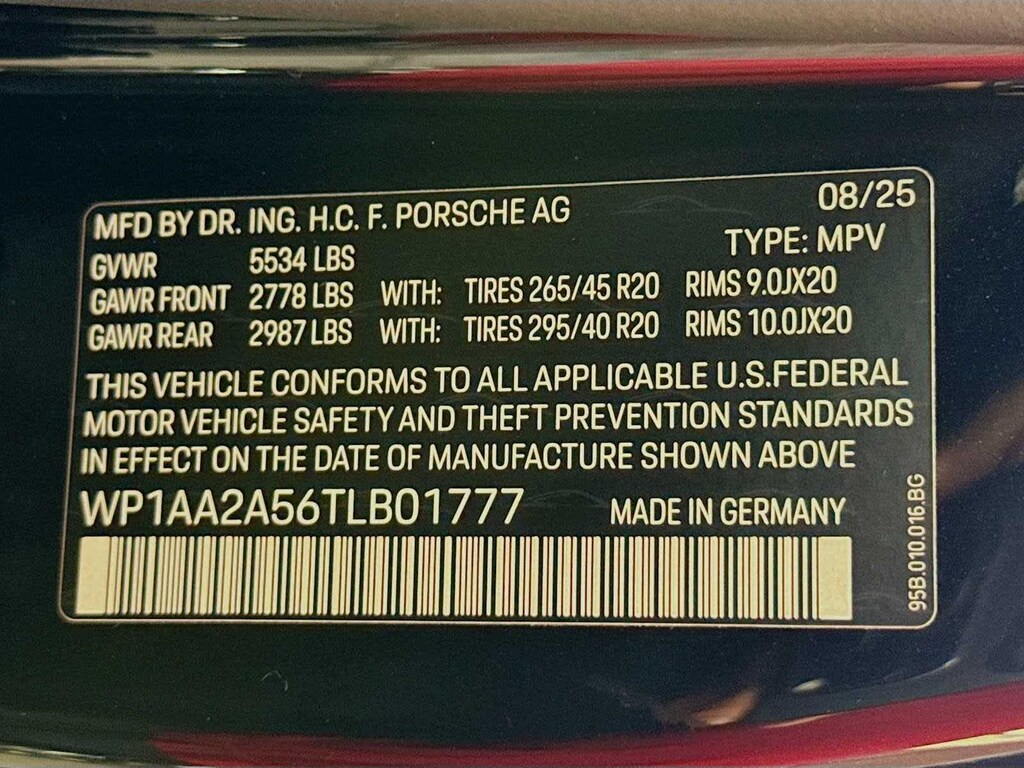 MFD BY DR. ING. H.C. F. PORSCHE AG 08/25
TYPE: MPV
GVWR 5534 LBS
GAWR FRONT 2778 LBS WITH: TIRES 265/45 R20 RIMS 9.0JX20
GAWR REAR 2987 LBS WITH: TIRES 295/40 R20 RIMS 10.0JX20
THIS VEHICLE CONFORMS TO ALL APPLICABLE U.S.FEDERAL
MOTOR VEHICLE SAFETY AND THEFT PREVENTION STANDARDS
IN EFFECT ON THE DATE OF MANUFACTURE SHOWN ABOVE
WP1AA2A56TLB01777 MADE IN GERMANY
95B.010.016.BG